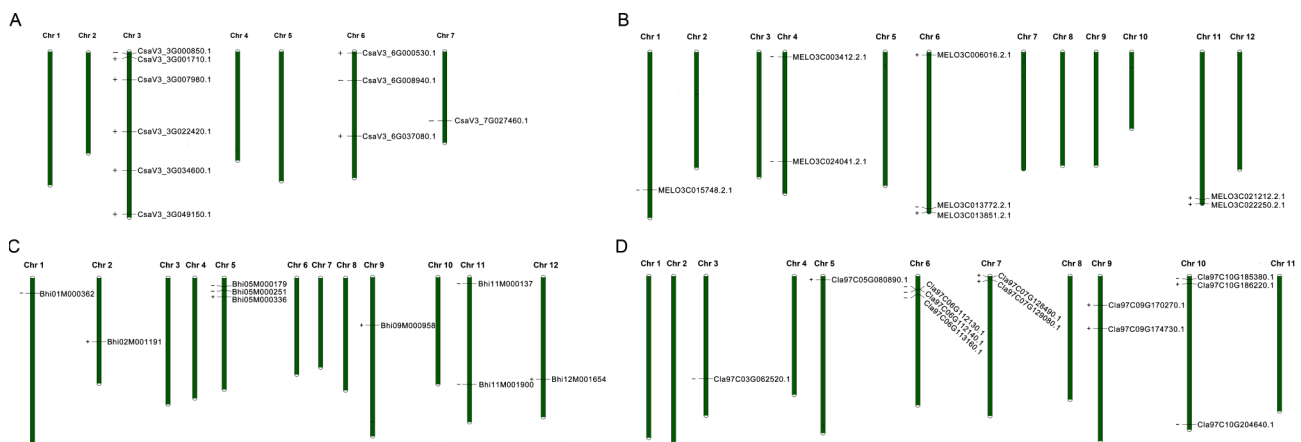 A
Chr 1 Chr 2 Chr 3 Chr 4 Chr 5 Chr 6 Chr 7
− CsaV3_3G000850.1
+ CsaV3_3G001710.1
+ CsaV3_3G007980.1
+ CsaV3_3G022420.1
+ CsaV3_3G034600.1
+ CsaV3_3G049150.1
+ CsaV3_6G000530.1
− CsaV3_6G008940.1
+ CsaV3_6G037080.1
− CsaV3_7G027460.1
B
Chr 1 Chr 2 Chr 3 Chr 4 Chr 5 Chr 6 Chr 7 Chr 8 Chr 9 Chr 10 Chr 11 Chr 12
- MELO3C015748.2.1
- MELO3C003412.2.1
- MELO3C024041.2.1
+ MELO3C006016.2.1
- MELO3C013772.2.1
+ MELO3C013851.2.1
+ MELO3C021212.2.1
+ MELO3C022250.2.1
C
Chr 1 Chr 2 Chr 3 Chr 4 Chr 5 Chr 6 Chr 7 Chr 8 Chr 9 Chr 10 Chr 11 Chr 12
- Bhi01M000362
+ Bhi02M001191
- Bhi05M000179
- Bhi05M000251
+ Bhi05M000336
+ Bhi09M000958
- Bhi11M000137
- Bhi11M001900
+ Bhi12M001654
D
Chr 1 Chr 2 Chr 3 Chr 4 Chr 5 Chr 6 Chr 7 Chr 8 Chr 9 Chr 10 Chr 11
- Cla97C03G062520.1
+ Cla97C05G080890.1
- Cla97C06G112130.1
- Cla97C06G112140.1
- Cla97C06G113160.1
+ Cla97C07G128490.1
+ Cla97C07G129080.1
+ Cla97C09G170270.1
+ Cla97C09G174730.1
- Cla97C10G185380.1
+ Cla97C10G186220.1
- Cla97C10G204640.1